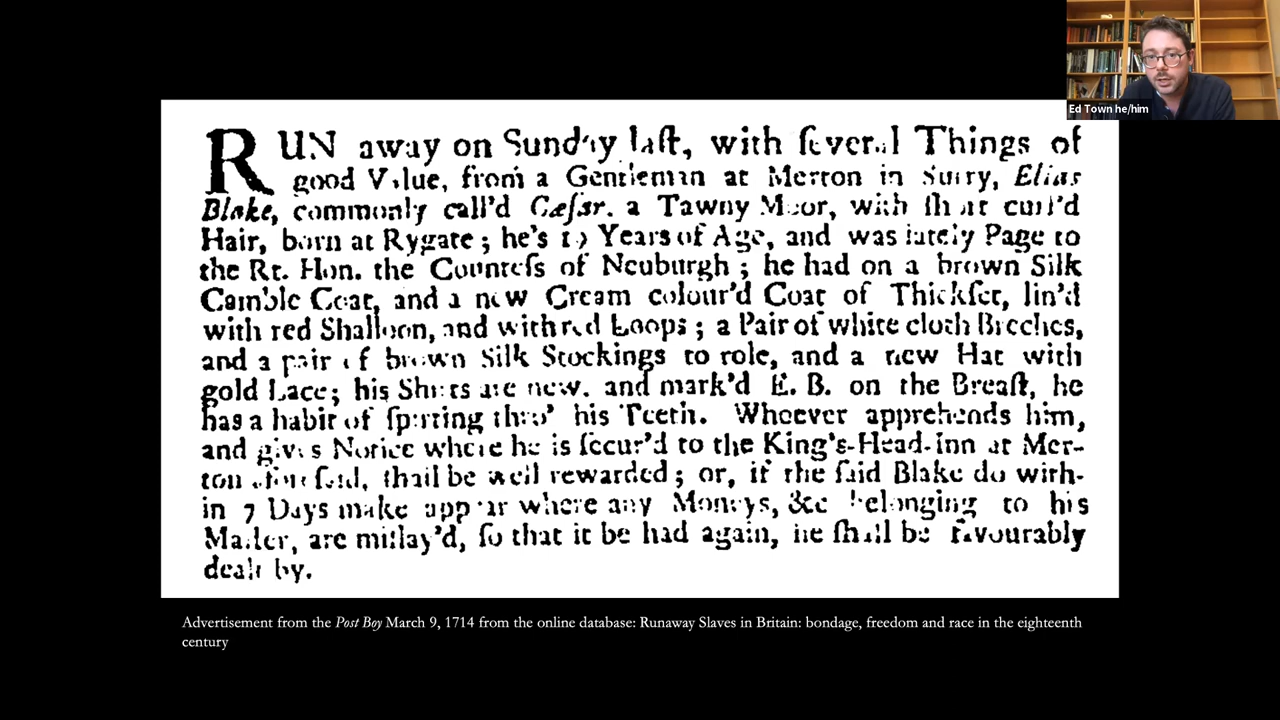 Ed Town he/him
RUN away on Sunday laſt, with ſeveral Things of
good Value, from a Gentleman at Merton in Surry, Elias
Blake, commonly call'd Cæſar. a Tawny Moor, with ſhort curl'd
Hair, born at Rygate; he's Years of Age, and was lately Page to
the Rt. Hon. the Counteſs of Neuburgh; he had on a brown Silk
Camble Coat, and a new Cream colour'd Coat of Thickſet, lin'd
with red Shalloon, and with red Loops; a Pair of white cloth Breeches,
and a pair of brown Silk Stockings to role, and a new Hat with
gold Lace; his Shirts are new. and mark'd E. B. on the Breaſt, he
has a habit of ſpirting thro' his Teeth. Whoever apprehends him,
and gives Notice where he is ſecur'd to the King's-Head-Inn at Mer-
ton aforeſaid, ſhall be well rewarded; or, if the ſaid Blake do with-
in 7 Days make appear where any Moneys, &c belonging to his
Maſter, are miſlay'd, ſo that it be had again, he ſhall be favourably
dealt by.
Advertisement from the Post Boy March 9, 1714 from the online database: Runaway Slaves in Britain: bondage, freedom and race in the eighteenth
century